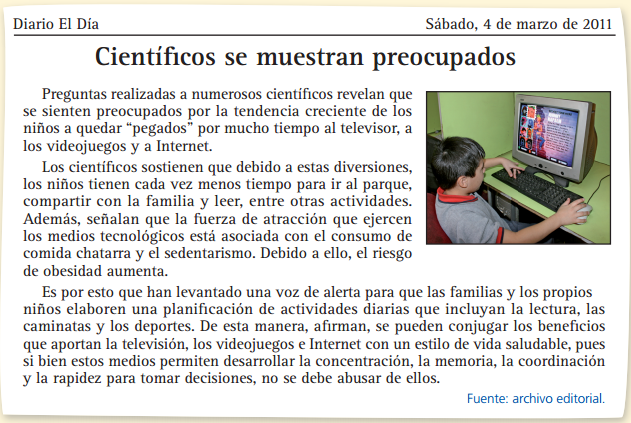 Diario El Día
Sábado, 4 de marzo de 2011
Científicos se muestran preocupados
Preguntas realizadas a numerosos científicos revelan que
se sienten preocupados por la tendencia creciente de los
niños a quedar “pegados” por mucho tiempo al televisor, a
los videojuegos y a Internet.
Los científicos sostienen que debido a estas diversiones,
los niños tienen cada vez menos tiempo para ir al parque,
compartir con la familia y leer, entre otras actividades.
Además, señalan que la fuerza de atracción que ejercen
los medios tecnológicos está asociada con el consumo de
comida chatarra y el sedentarismo. Debido a ello, el riesgo
de obesidad aumenta.
Es por esto que han levantado una voz de alerta para que las familias y los propios
niños elaboren una planificación de actividades diarias que incluyan la lectura, las
caminatas y los deportes. De esta manera, afirman, se pueden conjugar los beneficios
que aportan la televisión, los videojuegos e Internet con un estilo de vida saludable, pues
si bien estos medios permiten desarrollar la concentración, la memoria, la coordinación
y la rapidez para tomar decisiones, no se debe abusar de ellos.
Fuente: archivo editorial.